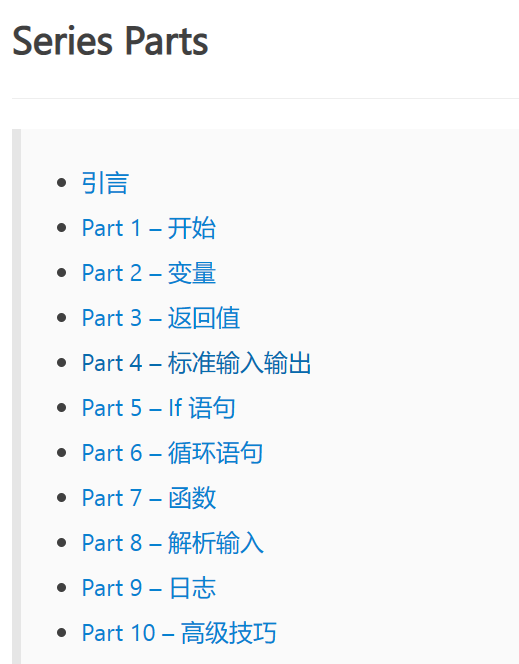 Series Parts
引言
Part 1 – 开始
Part 2 – 变量
Part 3 – 返回值
Part 4 – 标准输入输出
Part 5 – If 语句
Part 6 – 循环语句
Part 7 – 函数
Part 8 – 解析输入
Part 9 – 日志
Part 10 – 高级技巧